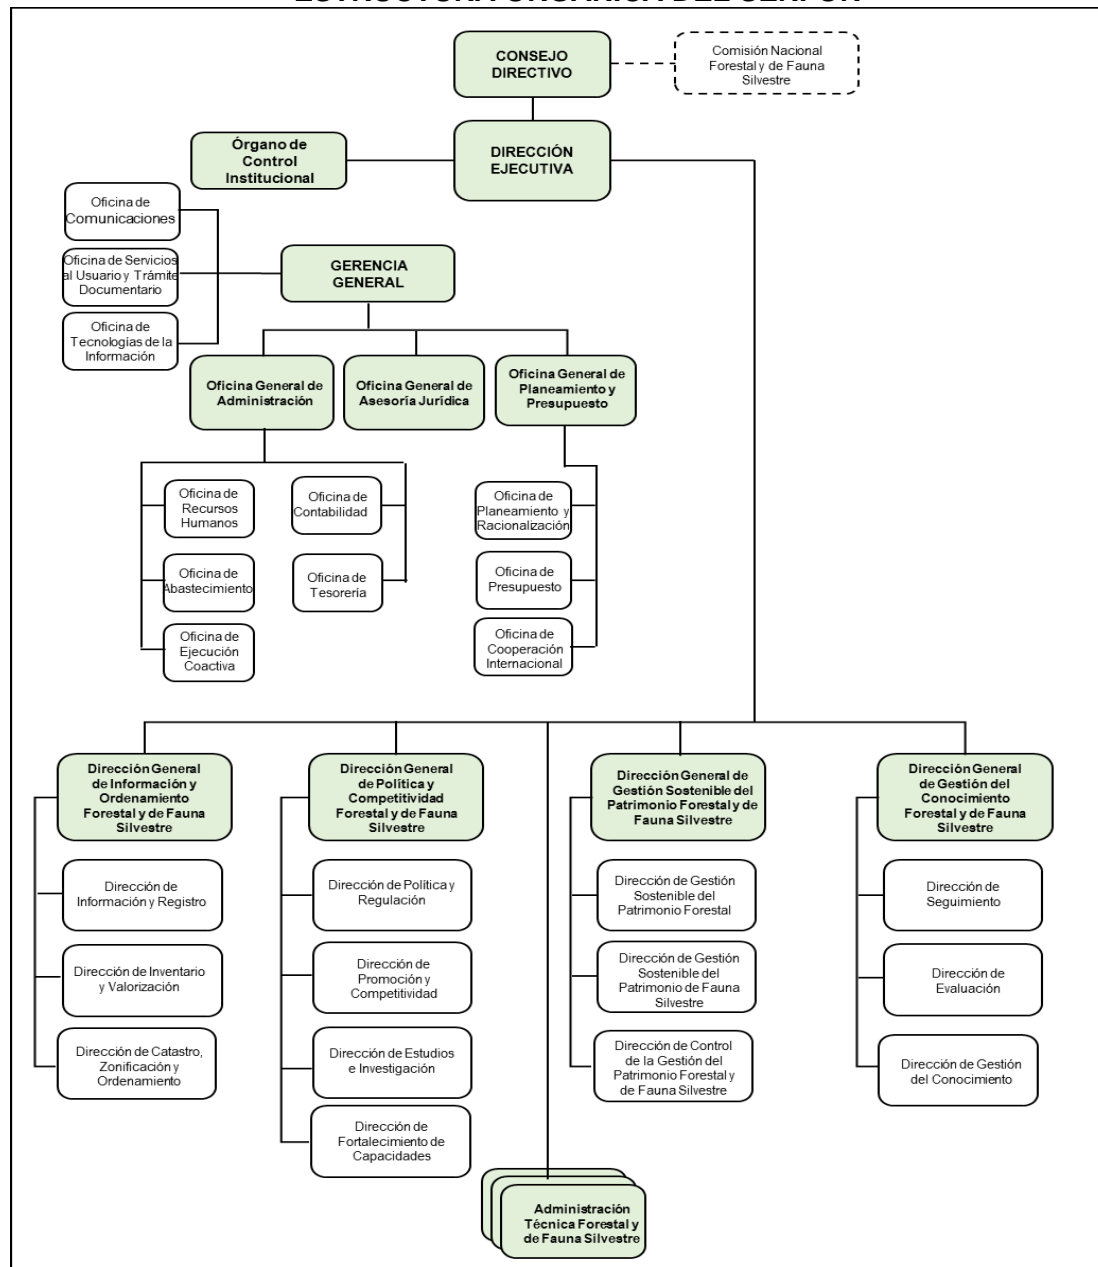 ESTRUCTURA ORGÁNICA DEL SERFOR
CONSEJO
DIRECTIVO
Comisión Nacional
Forestal y de Fauna
Silvestre
Órgano de
Control
Institucional
DIRECCIÓN
EJECUTIVA
Oficina de
Comunicaciones
Oficina de Servicios
al Usuario y Trámite
Documentario
Oficina de
Tecnologías de la
Información
GERENCIA
GENERAL
Oficina General de
Administración
Oficina General de
Asesoría Jurídica
Oficina General de
Planeamiento y
Presupuesto
Oficina de
Recursos
Humanos
Oficina de
Contabilidad
Oficina de
Planeamiento y
Racionalización
Oficina de
Abastecimiento
Oficina de
Tesorería
Oficina de
Presupuesto
Oficina de
Ejecución
Coactiva
Oficina de
Cooperación
Internacional
Dirección General
de Información y
Ordenamiento
Forestal y de Fauna
Silvestre
Dirección General
de Política y
Competitividad
Forestal y de Fauna
Silvestre
Dirección General de
Gestión Sostenible del
Patrimonio Forestal y de
Fauna Silvestre
Dirección General
de Gestión del
Conocimiento
Forestal y de Fauna
Silvestre
Dirección de
Información y Registro
Dirección de Política y
Regulación
Dirección de Gestión
Sostenible del
Patrimonio Forestal
Dirección de
Seguimiento
Dirección de Inventario
y Valorización
Dirección de
Promoción y
Competitividad
Dirección de Gestión
Sostenible del
Patrimonio de Fauna
Silvestre
Dirección de
Evaluación
Dirección de Catastro,
Zonificación y
Ordenamiento
Dirección de Estudios
e Investigación
Dirección de Control
de la Gestión del
Patrimonio Forestal y
de Fauna Silvestre
Dirección de Gestión
del Conocimiento
Dirección de
Fortalecimiento de
Capacidades
Administración
Técnica Forestal y
de Fauna Silvestre